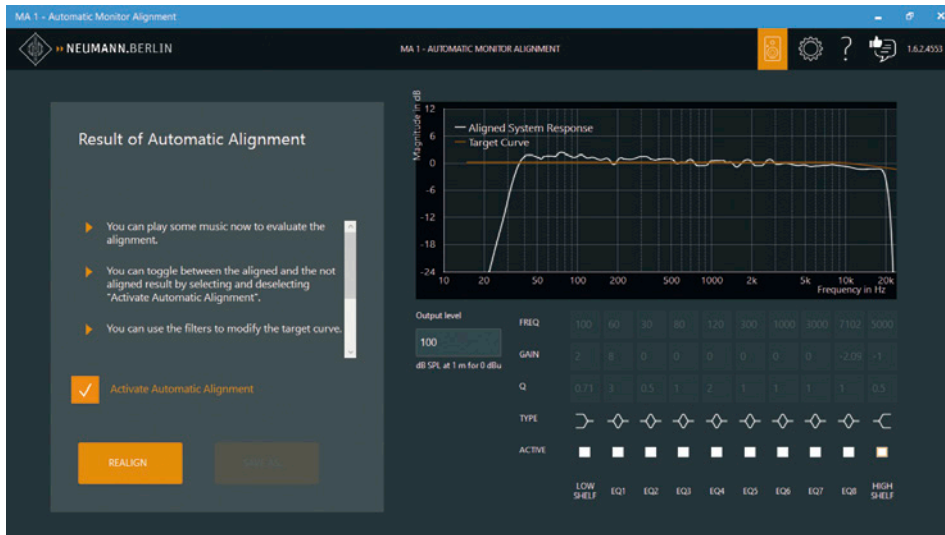 MA 1 - Automatic Monitor Alignment
NEUMANN.BERLIN
MA 1 - AUTOMATIC MONITOR ALIGNMENT
?
1.6.2.4553
Result of Automatic Alignment
You can play some music now to evaluate the
alignment.
You can toggle between the aligned and the not
aligned result by selecting and deselecting
"Activate Automatic Alignment".
You can use the filters to modify the target curve.
Activate Automatic Alignment
REALIGN
Magnitude in dB
12
6
0
-6
-12
-18
-24
Aligned System Response
Target Curve
10 20 50 100 200 500 1000 2k 5k 10k 20k
Frequency in Hz
Output level
100
dB SPL at 1 m for 0 dBu
FREQ 100 60 30 80 120 300 1000 3000 7102 5000
GAIN 2 8 0 0 0 0 0 0 -2.09 -1
Q 0.71 3 0.5 1 2 1 1 1 1 0.5
TYPE
ACTIVE
LOW SHELF EQ1 EQ2 EQ3 EQ4 EQ5 EQ6 EQ7 EQ8 HIGH SHELF